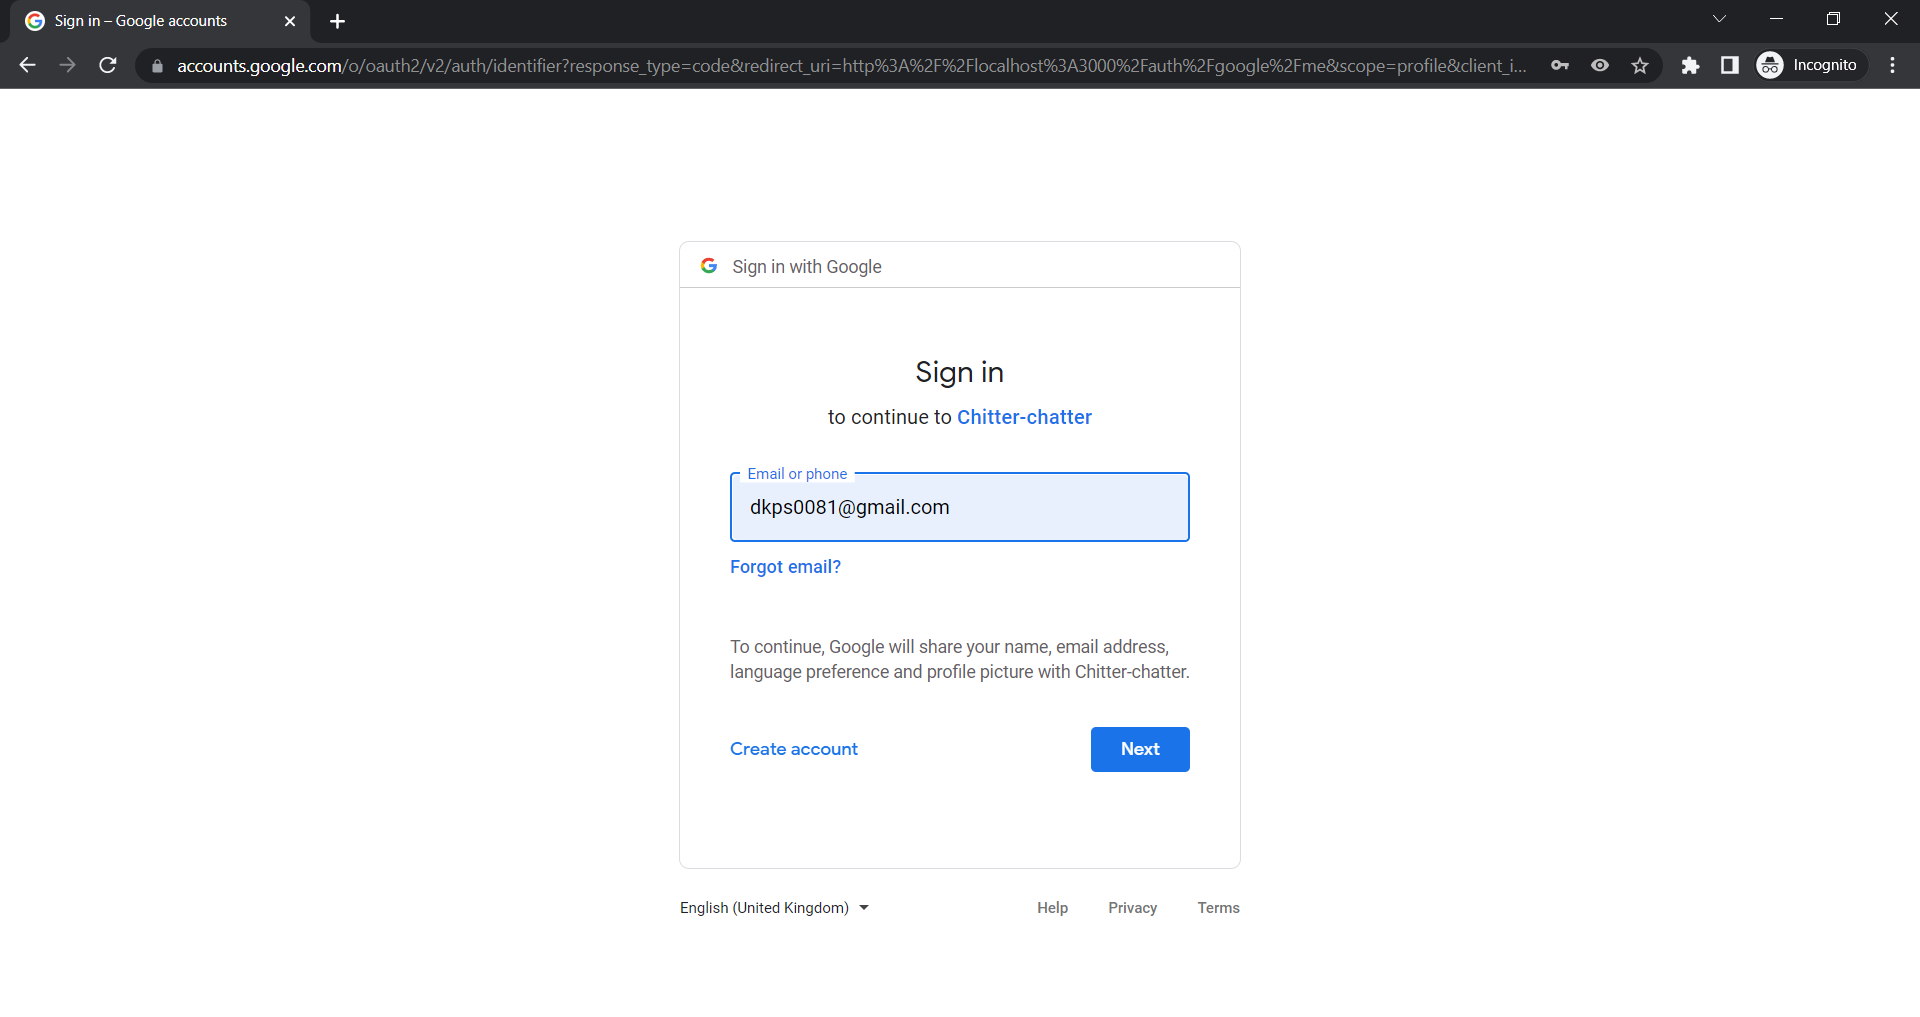 Sign in – Google accounts
accounts.google.com/o/oauth2/v2/auth/identifier?response_type=code&redirect_uri=http%3A%2F%2Flocalhost%3A3000%2Fauth%2Fgoogle%2Fme&scope=profile&client_i...
Incognito
Sign in with Google
Sign in
to continue to Chitter-chatter
Email or phone
dkps0081@gmail.com
Forgot email?
To continue, Google will share your name, email address,
language preference and profile picture with Chitter-chatter.
Create account
Next
English (United Kingdom)
Help
Privacy
Terms